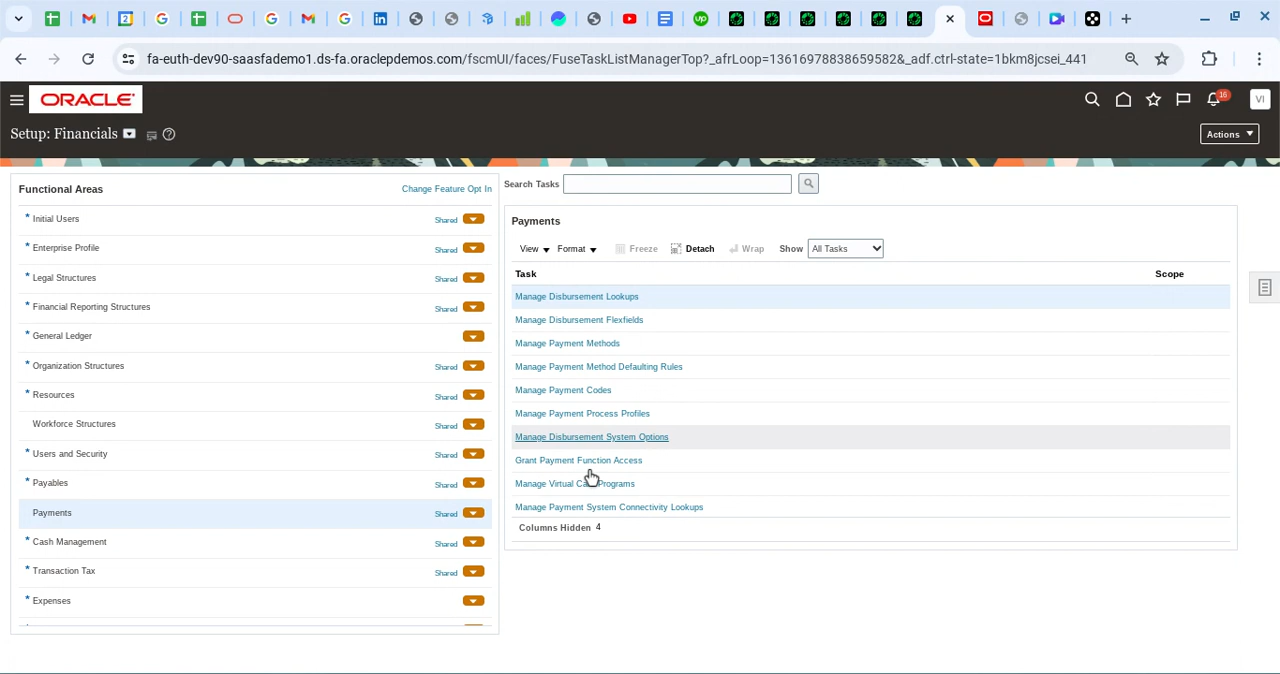 fa-euth-dev90-saasfademo1.ds-fa.oraclepdemos.com/fscmUI/faces/FuseTaskListManagerTop?_afrLoop=13616978838659582&_adf.ctrl-state=1bkm8jcsei_441
ORACLE
16
VI
Setup: Financials
Actions
Functional Areas
Change Feature Opt In
* Initial Users Shared
* Enterprise Profile Shared
* Legal Structures Shared
* Financial Reporting Structures Shared
* General Ledger
* Organization Structures Shared
* Resources Shared
Workforce Structures Shared
* Users and Security Shared
* Payables Shared
Payments Shared
* Cash Management Shared
* Transaction Tax Shared
* Expenses
Search Tasks
Payments
View Format Freeze Detach Wrap Show All Tasks
Task Scope
Manage Disbursement Lookups
Manage Disbursement Flexfields
Manage Payment Methods
Manage Payment Method Defaulting Rules
Manage Payment Codes
Manage Payment Process Profiles
Manage Disbursement System Options
Grant Payment Function Access
Manage Virtual Programs
Manage Payment System Connectivity Lookups
Columns Hidden 4